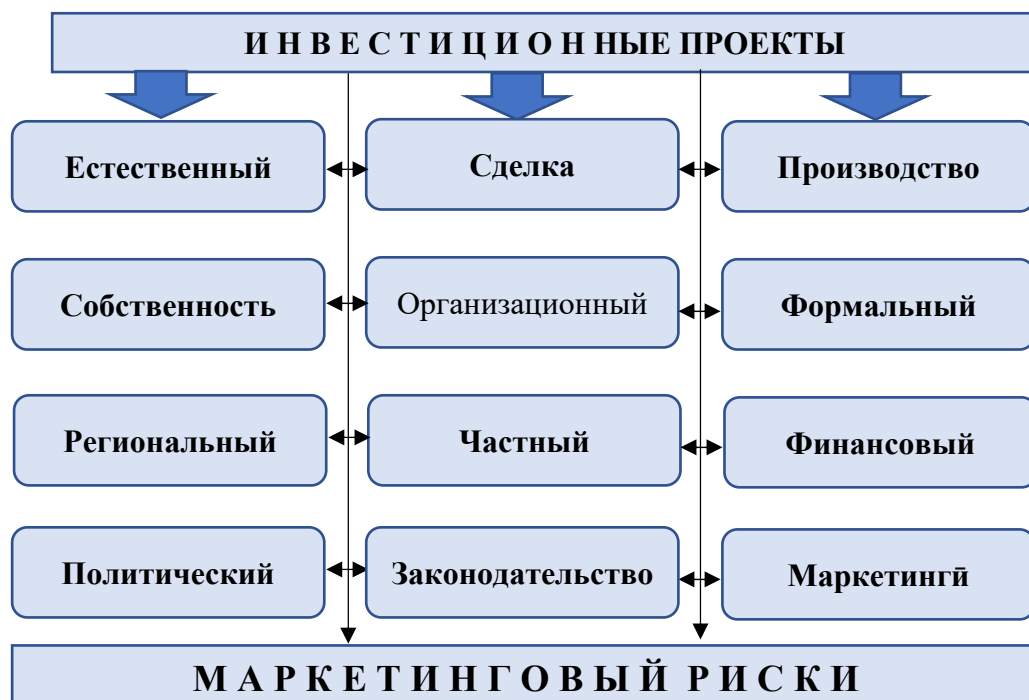 И Н В Е С Т И Ц И О Н НЫЕ ПРОЕКТЫ
Естественный
Сделка
Производство
Собственность
Организационный
Формальный
Региональный
Частный
Финансовый
Политический
Законодательство
Маркетингӣ
М А Р К Е Т И Н Г О В Ы Й Р И С К И